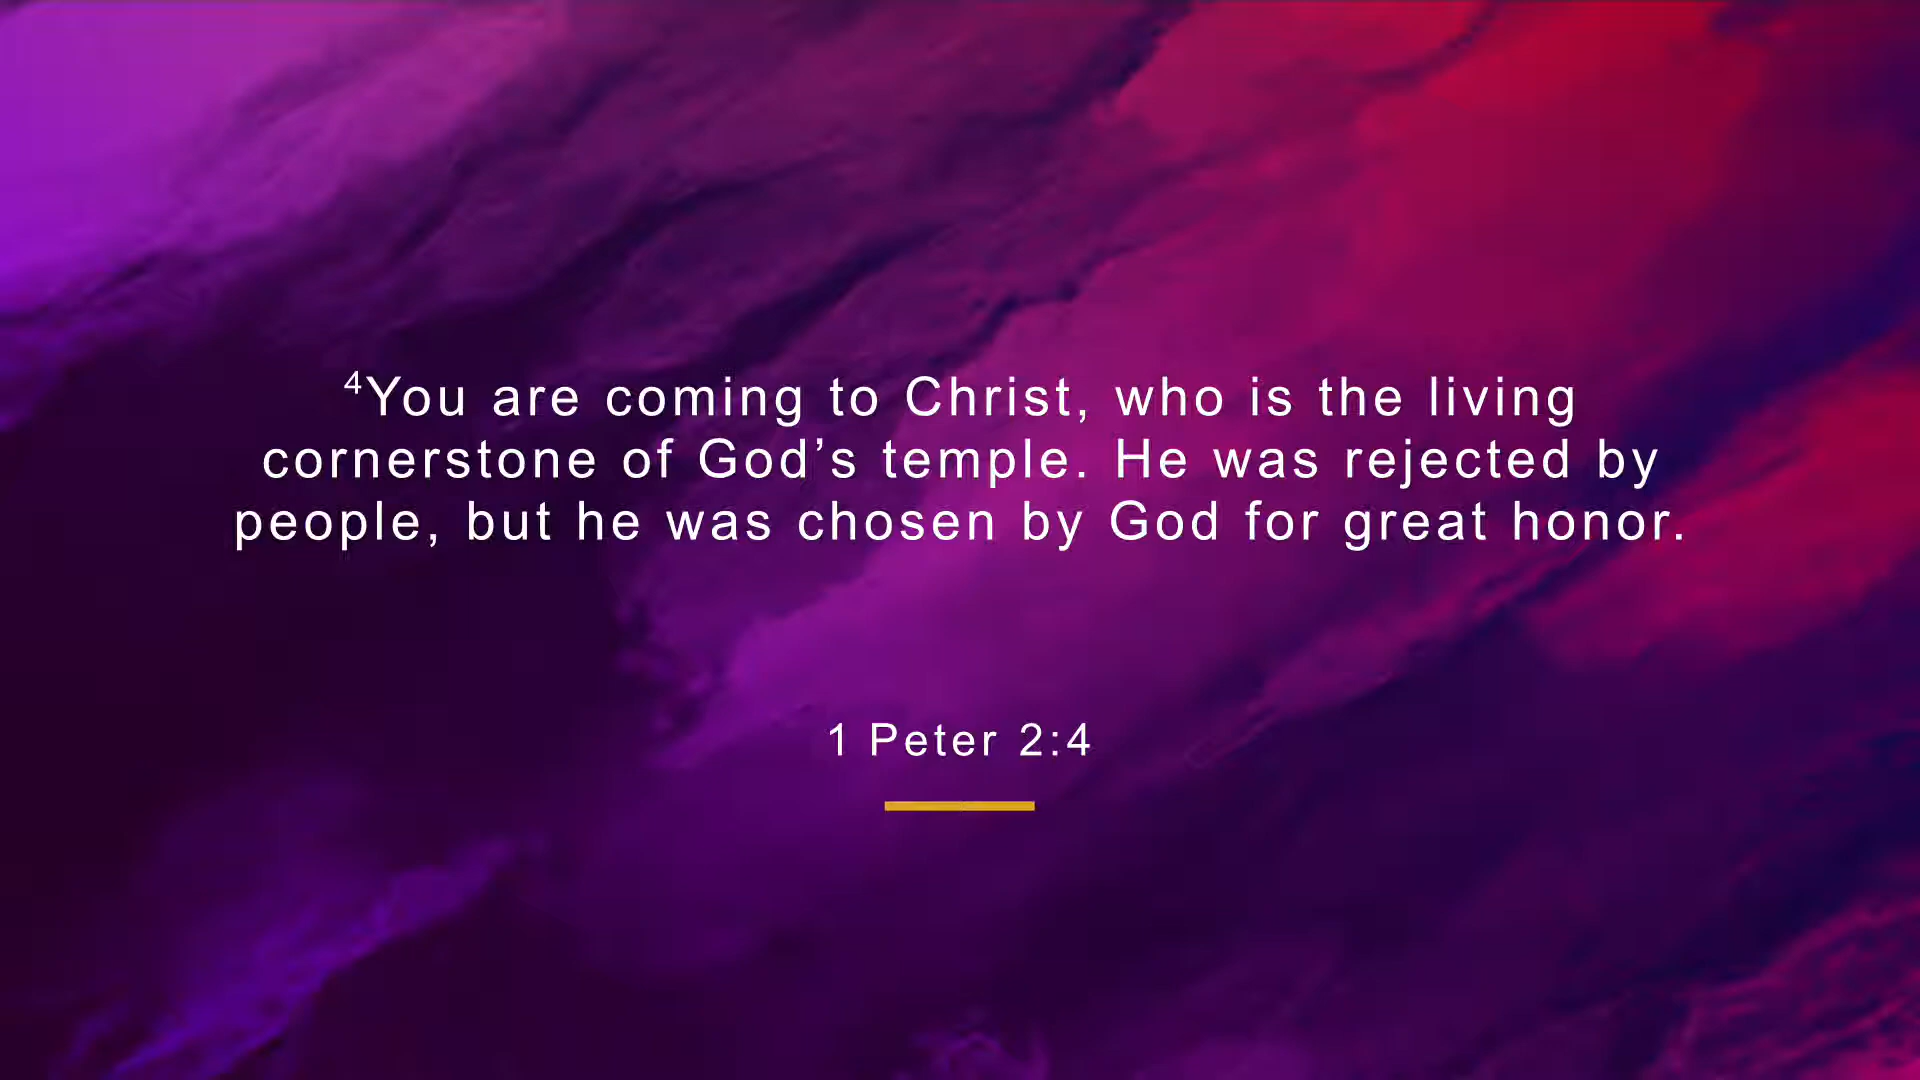 ⁴You are coming to Christ, who is the living
cornerstone of God’s temple. He was rejected by
people, but he was chosen by God for great honor.
1 Peter 2:4